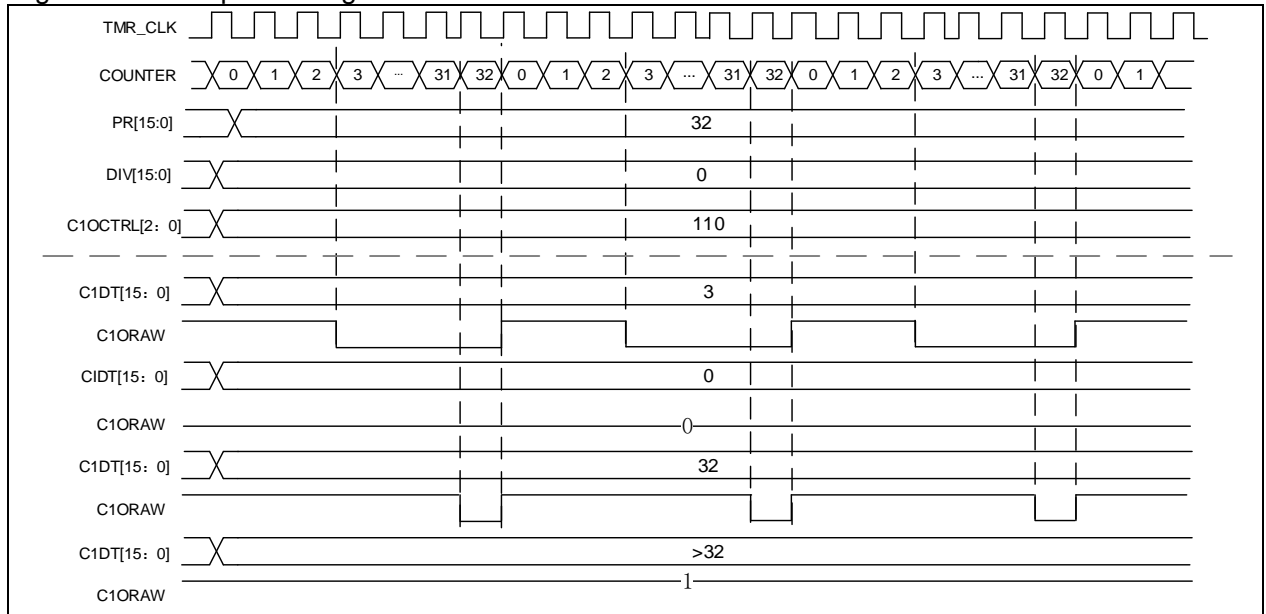 TMR_CLK
COUNTER 0 1 2 3 ... 31 32 0 1 2 3 ... 31 32 0 1 2 3 ... 31 32 0 1
PR[15:0] 32
DIV[15:0] 0
C1OCTRL[2：0] 110
C1DT[15：0] 3
C1ORAW
CIDT[15：0] 0
C1ORAW 0
C1DT[15：0] 32
C1ORAW
C1DT[15：0] >32
C1ORAW 1